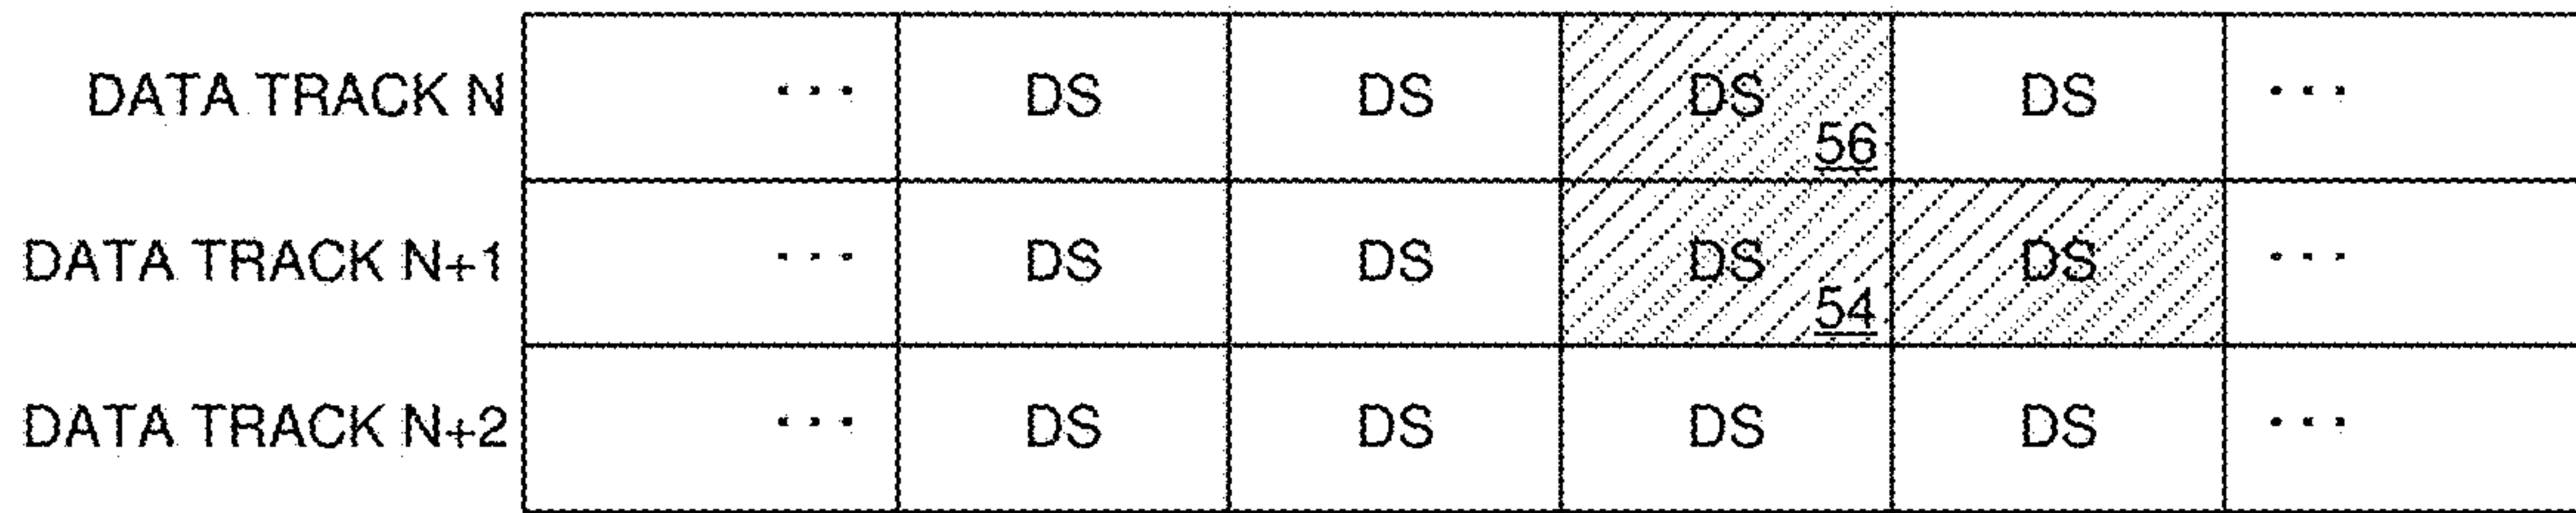 DATA TRACK N ... DS DS DS 56 DS ...
DATA TRACK N+1 ... DS DS DS 54 DS ...
DATA TRACK N+2 ... DS DS DS DS ...